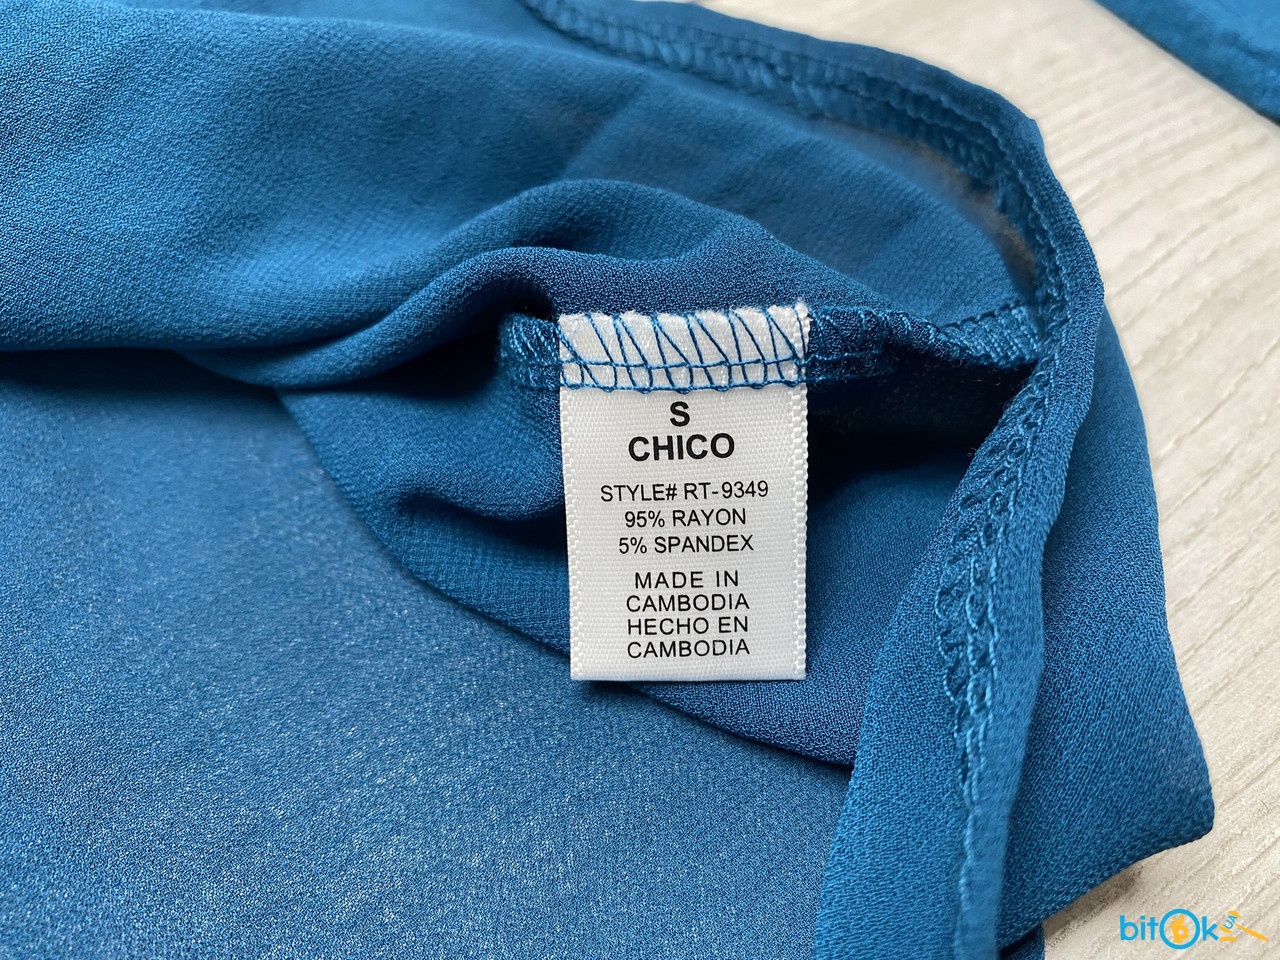 S
CHICO
STYLE# RT-9349
95% RAYON
5% SPANDEX
MADE IN
CAMBODIA
HECHO EN
CAMBODIA
bitOk